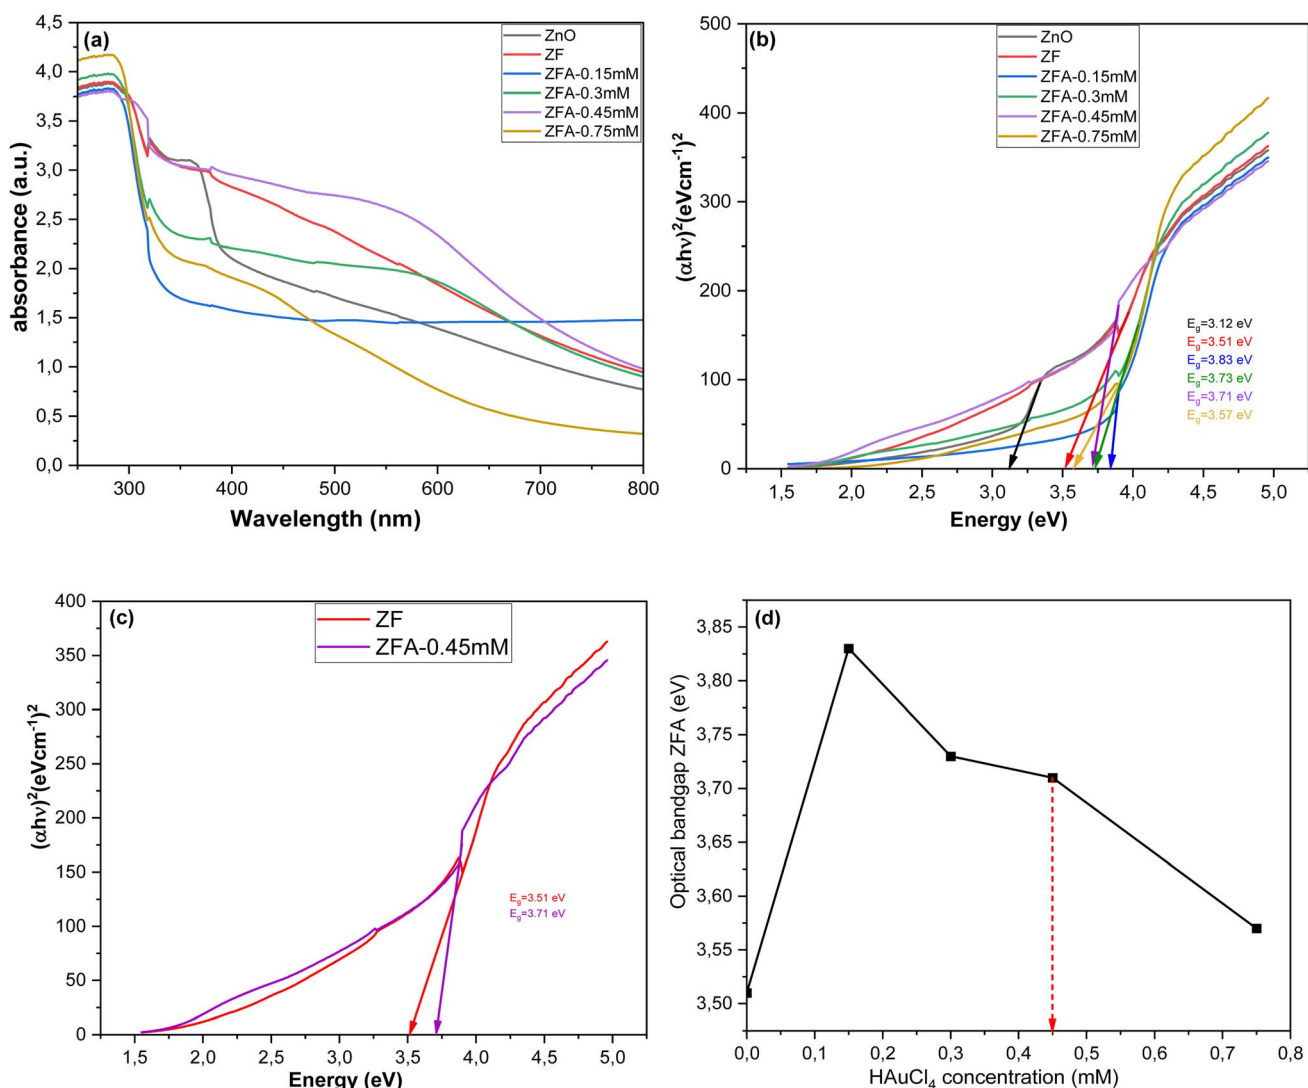 (a)
ZnO
ZF
ZFA-0.15mM
ZFA-0.3mM
ZFA-0.45mM
ZFA-0.75mM
absorbance (a.u.)
4,5
4,0
3,5
3,0
2,5
2,0
1,5
1,0
0,5
0,0
300 400 500 600 700 800
Wavelength (nm)
(b)
ZnO
ZF
ZFA-0.15mM
ZFA-0.3mM
ZFA-0.45mM
ZFA-0.75mM
(αhν)²(eVcm⁻¹)²
500
400
300
200
100
0
Eg=3.12 eV
Eg=3.51 eV
Eg=3.83 eV
Eg=3.73 eV
Eg=3.71 eV
Eg=3.57 eV
1,5 2,0 2,5 3,0 3,5 4,0 4,5 5,0
Energy (eV)
(c)
ZF
ZFA-0.45mM
(αhν)²(eVcm⁻¹)²
400
350
300
250
200
150
100
50
0
Eg=3.51 eV
Eg=3.71 eV
1,5 2,0 2,5 3,0 3,5 4,0 4,5 5,0
Energy (eV)
(d)
Optical bandgap ZFA (eV)
3,85
3,80
3,75
3,70
3,65
3,60
3,55
3,50
0,0 0,1 0,2 0,3 0,4 0,5 0,6 0,7 0,8
HAuCl₄ concentration (mM)